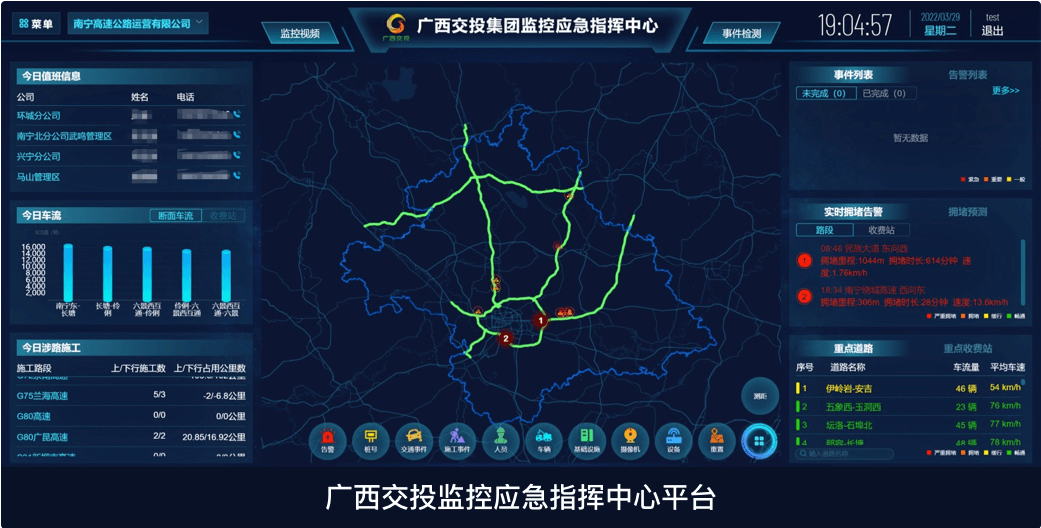 菜单
南宁高速公路运营有限公司
监控视频
广西交投
广西交投集团监控应急指挥中心
事件检测
19:04:57
2022/03/29
星期二
test
退出
今日值班信息
公司 姓名 电话
环城分公司
南宁北分公司武鸣管理区
兴宁分公司
马山管理区
今日车流
断面车流 收费站
16,000
14,000
12,000
10,000
8,000
6,000
4,000
2,000
南宁东-长塘
长塘-伶俐
六景西互通-伶俐
伶俐-六景西互通
六景西互通-六景
今日涉路施工
施工路段 上/下行施工数 上/下行占用公里数
G75兰海高速 5/3 -2/-6.8公里
G80高速 0/0 0/0公里
G80广昆高速 2/2 20.85/16.92公里
1
2
测距
告警
桩号
交通事件
施工事件
人员
车辆
基础设施
摄像机
设备
重置
事件列表 告警列表
未完成（0） 已完成（0） 更多>>
暂无数据
紧急 重要 一般
实时拥堵告警 拥堵预测
路段 收费站
1
08:46 民族大道 东向西
拥堵里程:1044m 拥堵时长:614分钟 速
度:1.76km/h
2
18:34 南宁绕城高速 西向东
拥堵里程:306m 拥堵时长:28分钟 速度:13.6km/h
严重拥堵 拥堵 缓行 畅通
重点道路 重点收费站
序号 道路名称 车流量 平均车速
1 伊岭岩-安吉 46 辆 54 km/h
2 五象西-玉洞西 23 辆 76 km/h
3 坛洛-石埠北 45 辆 77 km/h
4 那容-长塘 48 辆 78 km/h
输入道路名称
严重拥堵 拥堵 缓行 畅通
广西交投监控应急指挥中心平台